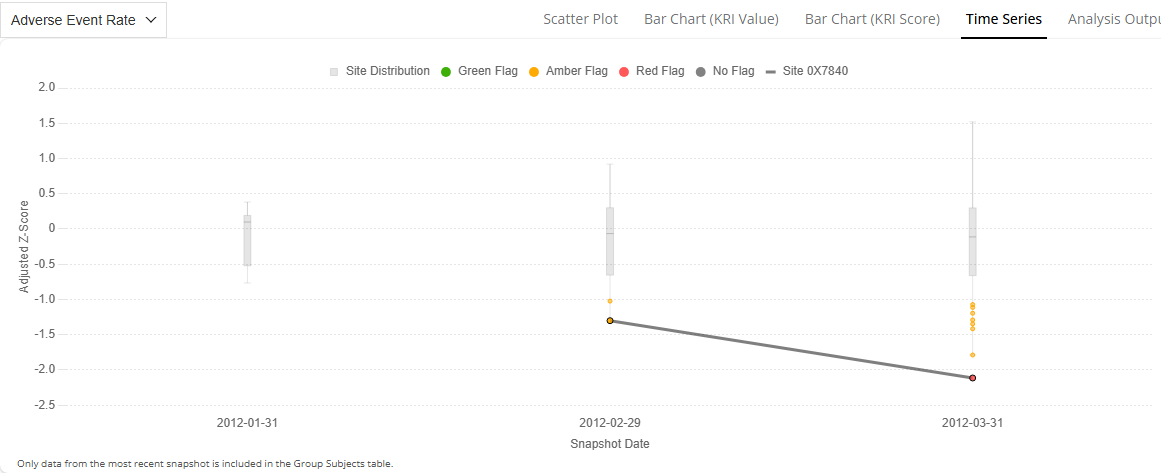 Adverse Event Rate
Scatter Plot Bar Chart (KRI Value) Bar Chart (KRI Score) Time Series Analysis Outpu
Site Distribution Green Flag Amber Flag Red Flag No Flag Site 0X7840
2.0
1.5
1.0
0.5
0
-0.5
-1.0
-1.5
-2.0
-2.5
Adjusted Z-Score
2012-01-31 2012-02-29 2012-03-31
Snapshot Date
Only data from the most recent snapshot is included in the Group Subjects table.